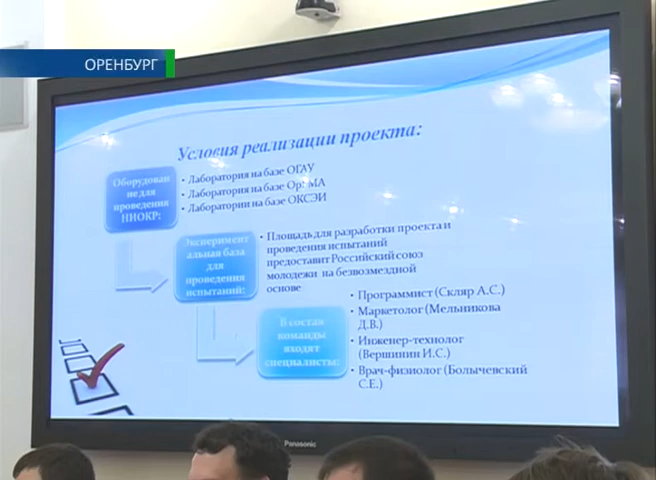 ОРЕНБУРГ
Условия реализации проекта:
Оборудован
ие для
проведения
НИОКР:
• Лаборатория на базе ОГАУ
• Лаборатория на базе ОрГМА
• Лаборатории на базе ОКСЭИ
Эксперимент
альная база
для
проведения
испытаний:
• Площадь для разработки проекта и
проведения испытаний
предоставит Российский союз
молодежи на безвозмездной
основе
В состав
команды
входят
специалисты:
• Программист (Скляр А.С.)
• Маркетолог (Мельникова
Д.В.)
• Инженер-технолог
(Вершинин И.С.)
• Врач-физиолог (Болычевский
С.Е.)
Panasonic